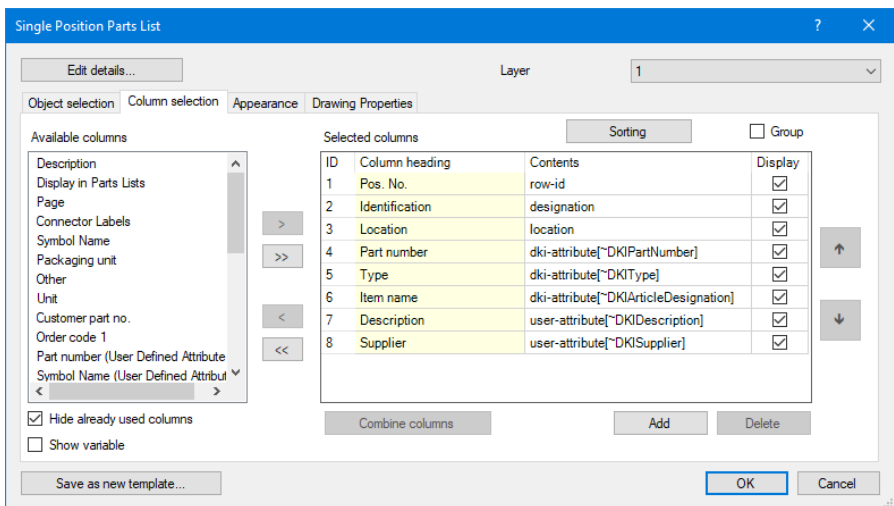 Single Position Parts List
Edit details...
Layer
1
Object selection
Column selection
Appearance
Drawing Properties
Available columns
Description
Display in Parts Lists
Page
Connector Labels
Symbol Name
Packaging unit
Other
Unit
Customer part no.
Order code 1
Part number (User Defined Attribute
Symbol Name (User Defined Attribut
Hide already used columns
Show variable
>
>>
<
<<
Selected columns
Sorting
Group
ID Column heading Contents Display
1 Pos. No. row-id
2 Identification designation
3 Location location
4 Part number dki-attribute[~DKIPartNumber]
5 Type dki-attribute[~DKIType]
6 Item name dki-attribute[~DKIArticleDesignation]
7 Description user-attribute[~DKIDescription]
8 Supplier user-attribute[~DKISupplier]
Combine columns
Add
Delete
Save as new template...
OK
Cancel